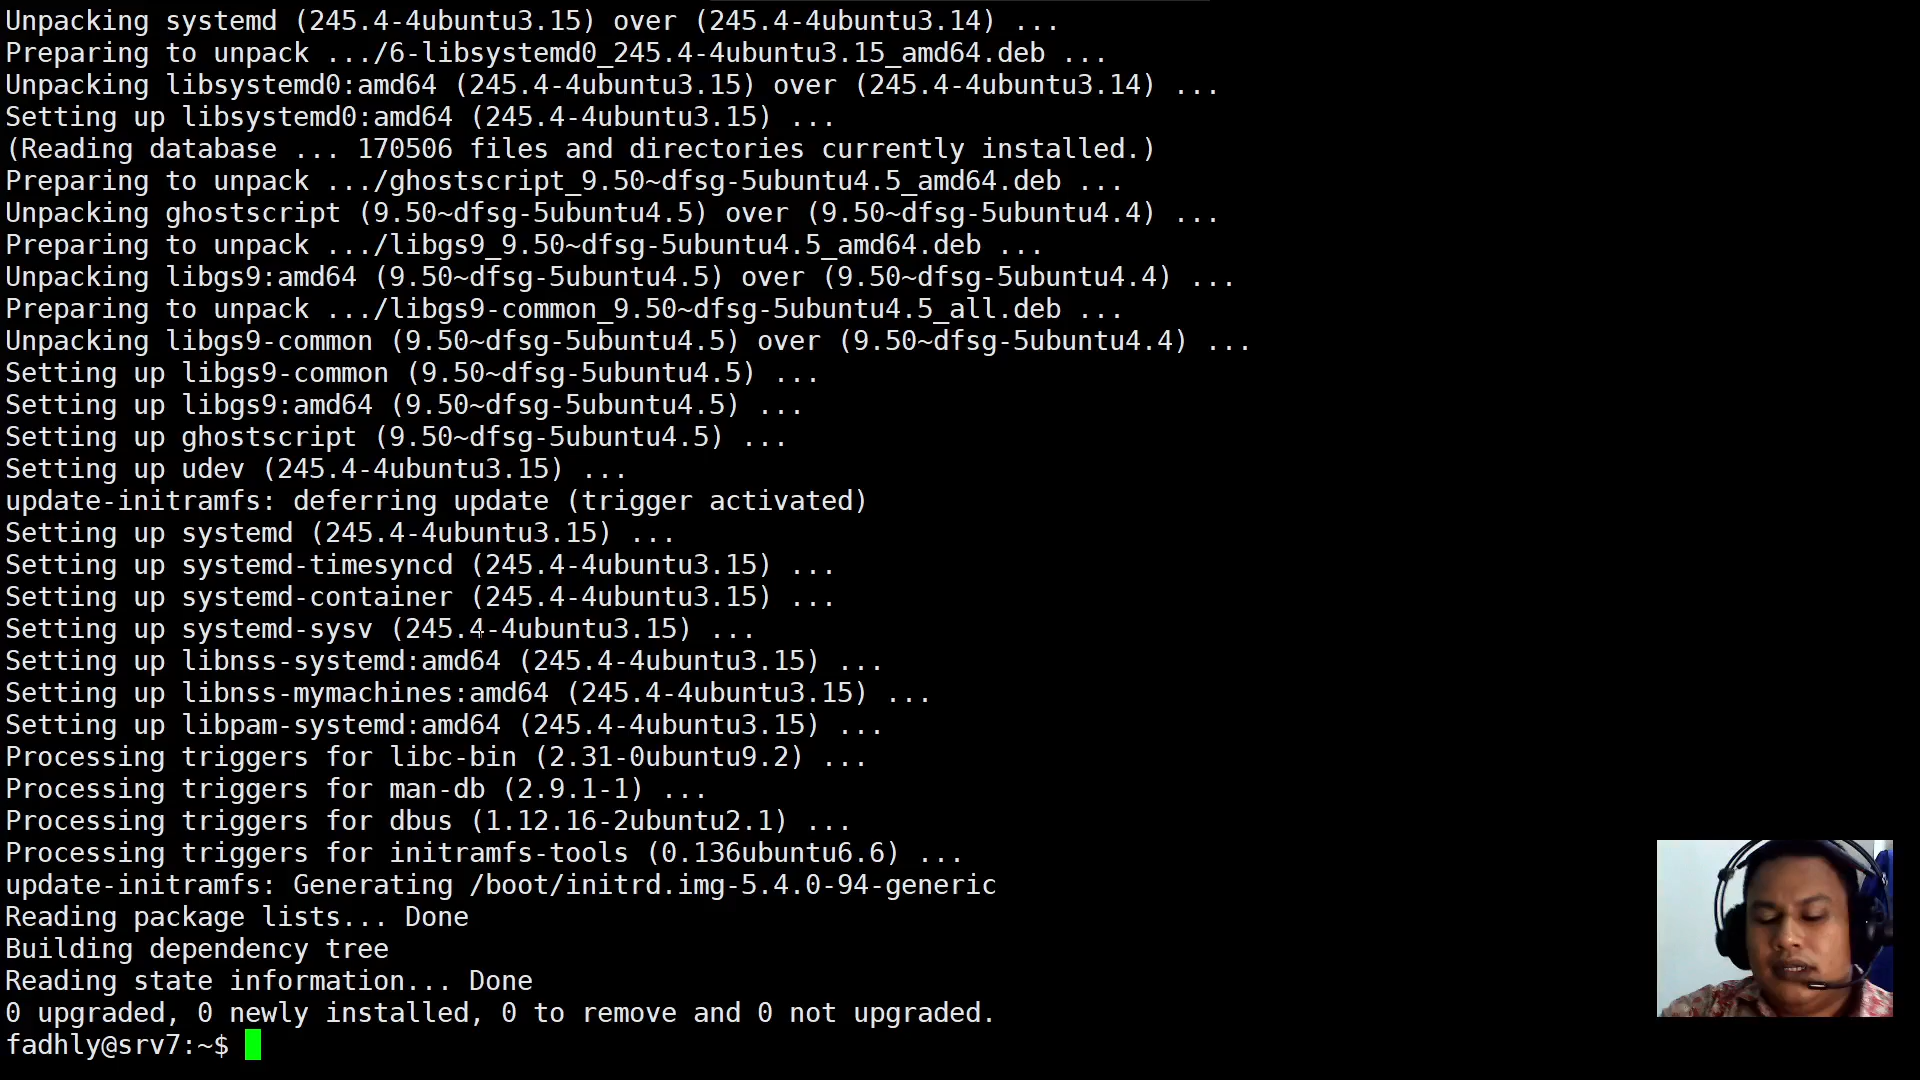 Unpacking systemd (245.4-4ubuntu3.15) over (245.4-4ubuntu3.14) ...
Preparing to unpack .../6-libsystemd0_245.4-4ubuntu3.15_amd64.deb ...
Unpacking libsystemd0:amd64 (245.4-4ubuntu3.15) over (245.4-4ubuntu3.14) ...
Setting up libsystemd0:amd64 (245.4-4ubuntu3.15) ...
(Reading database ... 170506 files and directories currently installed.)
Preparing to unpack .../ghostscript_9.50~dfsg-5ubuntu4.5_amd64.deb ...
Unpacking ghostscript (9.50~dfsg-5ubuntu4.5) over (9.50~dfsg-5ubuntu4.4) ...
Preparing to unpack .../libgs9_9.50~dfsg-5ubuntu4.5_amd64.deb ...
Unpacking libgs9:amd64 (9.50~dfsg-5ubuntu4.5) over (9.50~dfsg-5ubuntu4.4) ...
Preparing to unpack .../libgs9-common_9.50~dfsg-5ubuntu4.5_all.deb ...
Unpacking libgs9-common (9.50~dfsg-5ubuntu4.5) over (9.50~dfsg-5ubuntu4.4) ...
Setting up libgs9-common (9.50~dfsg-5ubuntu4.5) ...
Setting up libgs9:amd64 (9.50~dfsg-5ubuntu4.5) ...
Setting up ghostscript (9.50~dfsg-5ubuntu4.5) ...
Setting up udev (245.4-4ubuntu3.15) ...
update-initramfs: deferring update (trigger activated)
Setting up systemd (245.4-4ubuntu3.15) ...
Setting up systemd-timesyncd (245.4-4ubuntu3.15) ...
Setting up systemd-container (245.4-4ubuntu3.15) ...
Setting up systemd-sysv (245.4-4ubuntu3.15) ...
Setting up libnss-systemd:amd64 (245.4-4ubuntu3.15) ...
Setting up libnss-mymachines:amd64 (245.4-4ubuntu3.15) ...
Setting up libpam-systemd:amd64 (245.4-4ubuntu3.15) ...
Processing triggers for libc-bin (2.31-0ubuntu9.2) ...
Processing triggers for man-db (2.9.1-1) ...
Processing triggers for dbus (1.12.16-2ubuntu2.1) ...
Processing triggers for initramfs-tools (0.136ubuntu6.6) ...
update-initramfs: Generating /boot/initrd.img-5.4.0-94-generic
Reading package lists... Done
Building dependency tree
Reading state information... Done
0 upgraded, 0 newly installed, 0 to remove and 0 not upgraded.
fadhly@srv7:~$